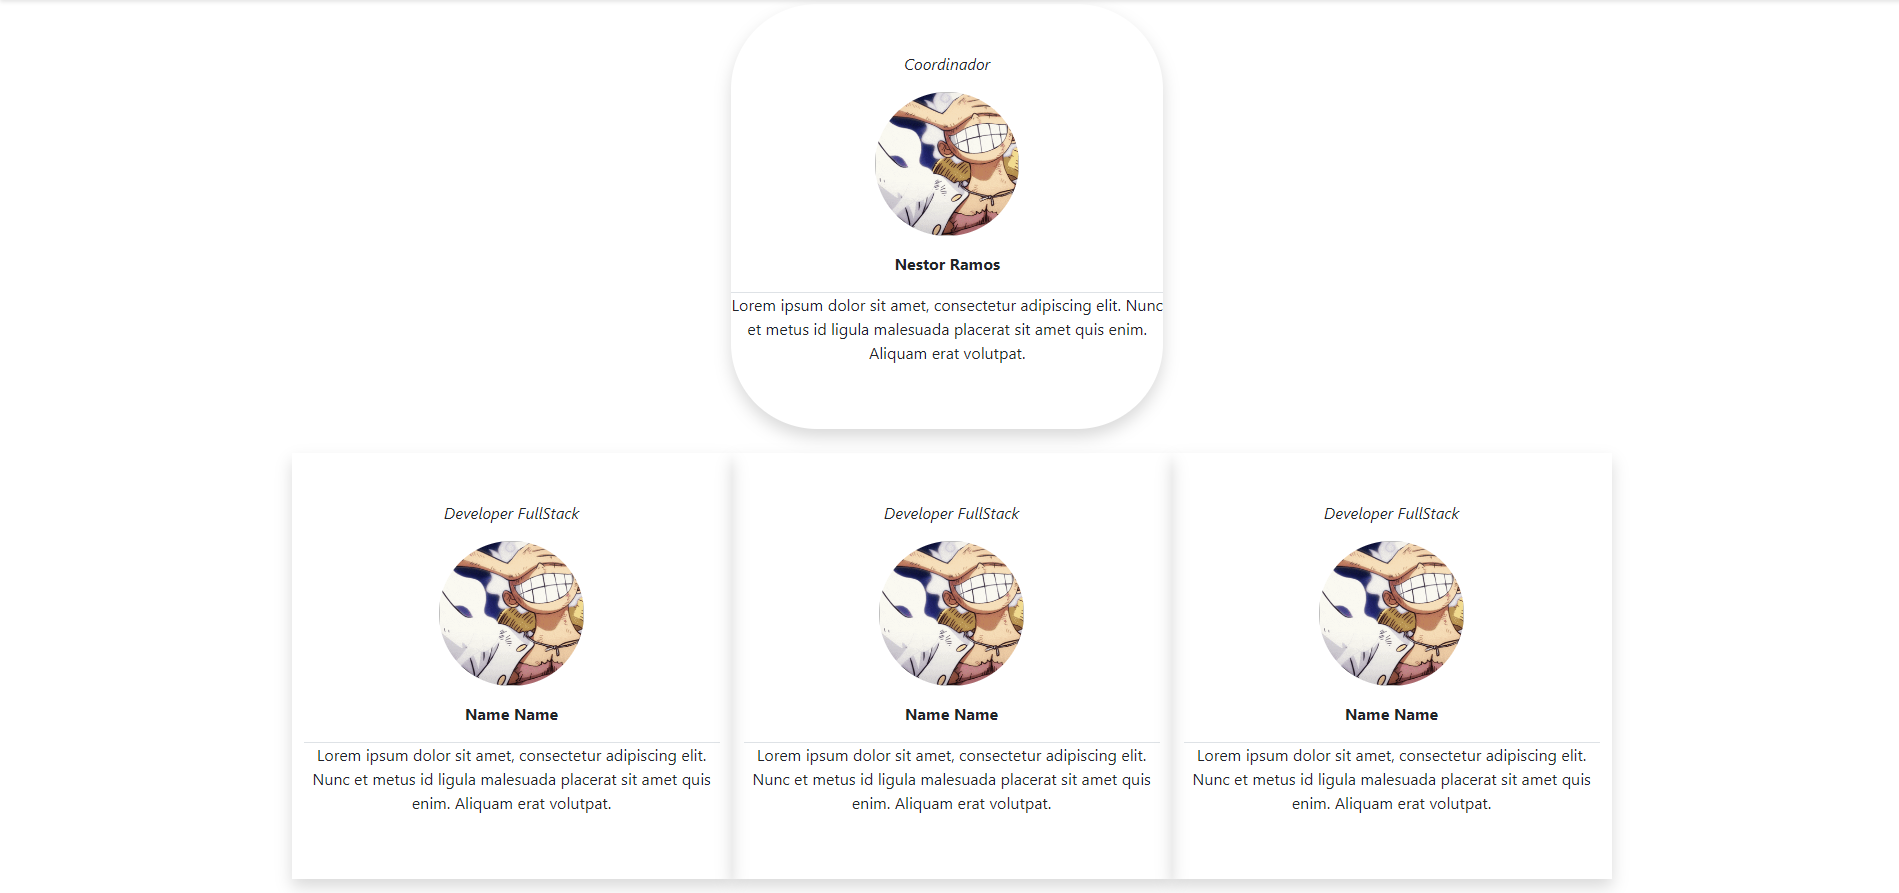 Coordinador
Nestor Ramos
Lorem ipsum dolor sit amet, consectetur adipiscing elit. Nunc
et metus id ligula malesuada placerat sit amet quis enim.
Aliquam erat volutpat.
Developer FullStack
Name Name
Lorem ipsum dolor sit amet, consectetur adipiscing elit.
Nunc et metus id ligula malesuada placerat sit amet quis
enim. Aliquam erat volutpat.
Developer FullStack
Name Name
Lorem ipsum dolor sit amet, consectetur adipiscing elit.
Nunc et metus id ligula malesuada placerat sit amet quis
enim. Aliquam erat volutpat.
Developer FullStack
Name Name
Lorem ipsum dolor sit amet, consectetur adipiscing elit.
Nunc et metus id ligula malesuada placerat sit amet quis
enim. Aliquam erat volutpat.